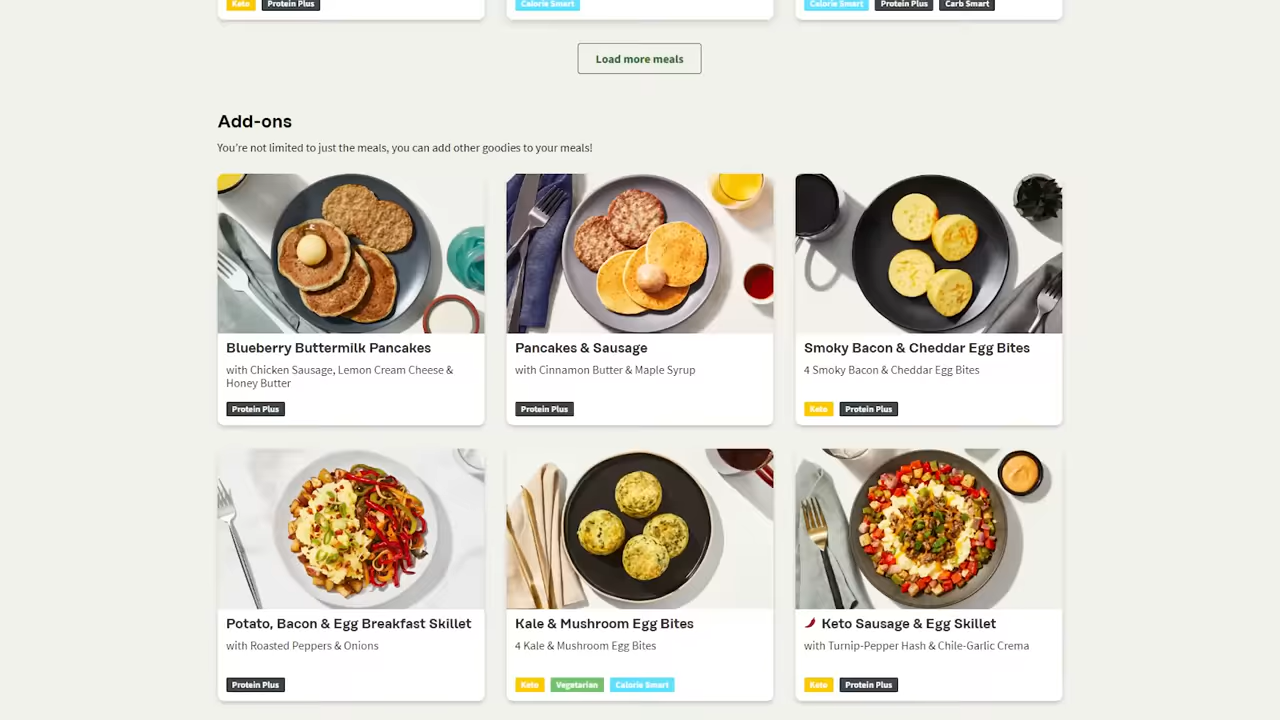 Keto Protein Plus
Calorie Smart
Calorie Smart Protein Plus Carb Smart
Load more meals
Add-ons
You're not limited to just the meals, you can add other goodies to your meals!
Blueberry Buttermilk Pancakes
with Chicken Sausage, Lemon Cream Cheese &
Honey Butter
Protein Plus
Pancakes & Sausage
with Cinnamon Butter & Maple Syrup
Protein Plus
Smoky Bacon & Cheddar Egg Bites
4 Smoky Bacon & Cheddar Egg Bites
Keto Protein Plus
Potato, Bacon & Egg Breakfast Skillet
with Roasted Peppers & Onions
Protein Plus
Kale & Mushroom Egg Bites
4 Kale & Mushroom Egg Bites
Keto Vegetarian Calorie Smart
Keto Sausage & Egg Skillet
with Turnip-Pepper Hash & Chile-Garlic Crema
Keto Protein Plus